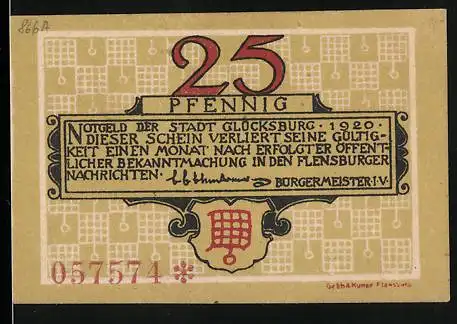 25
PFENNIG
NOTGELD DER STADT GLÜCKSBURG · 1920 ·
DIESER SCHEIN VERLIERT SEINE GÜLTIG-
KEIT EINEN MONAT NACH ERFOLGTER ÖFFENT-
LICHER BEKANNTMACHUNG IN DEN FLENSBURGER
NACHRICHTEN ·
BÜRGERMEISTER I.V.
057574 *